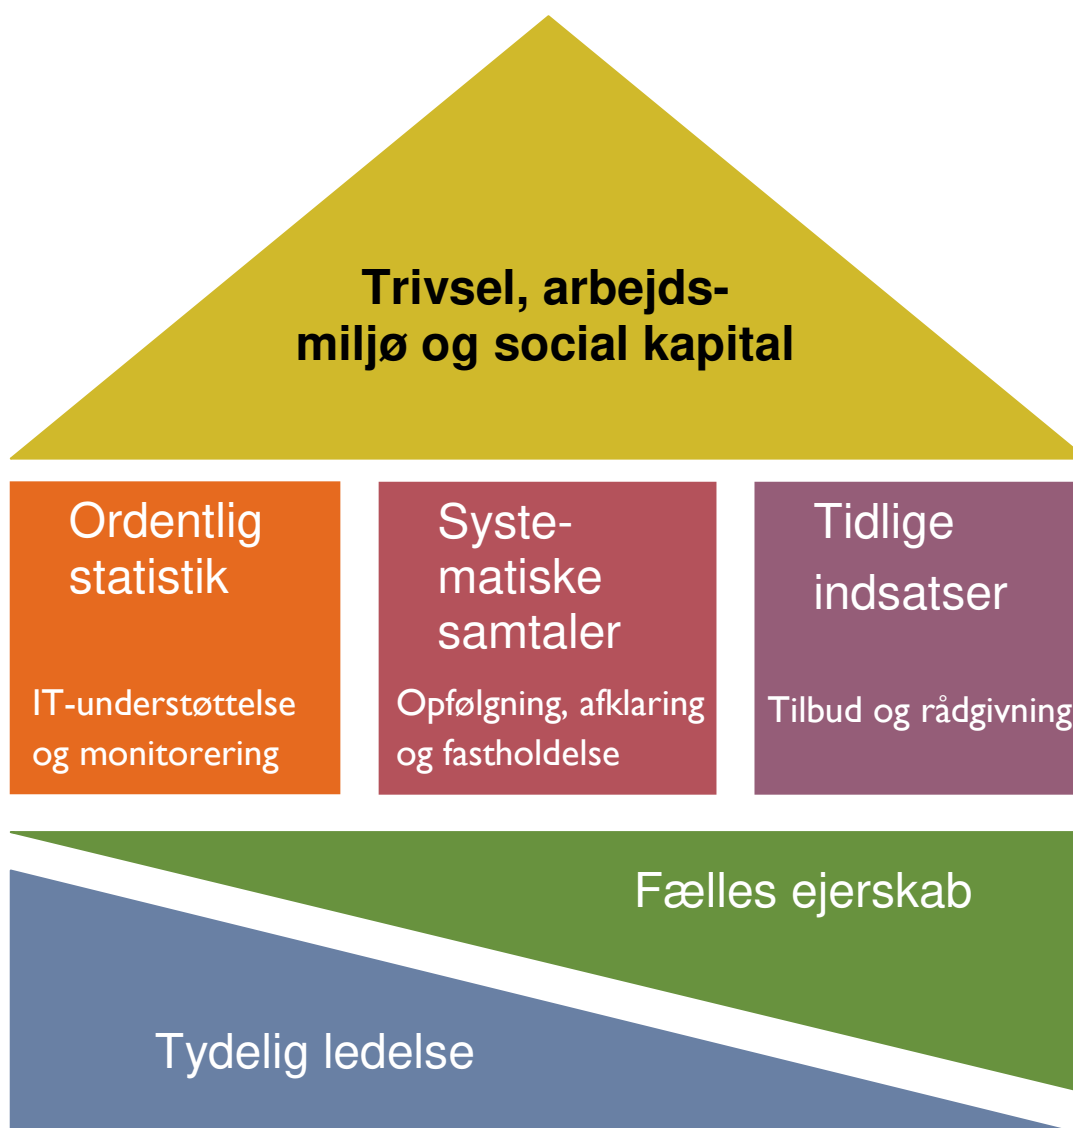 Trivsel, arbejds-
miljø og social kapital
Ordentlig
statistik
IT-understøttelse
og monitorering
Syste-
matiske
samtaler
Opfølgning, afklaring
og fastholdelse
Tidlige
indsatser
Tilbud og rådgivning
Fælles ejerskab
Tydelig ledelse